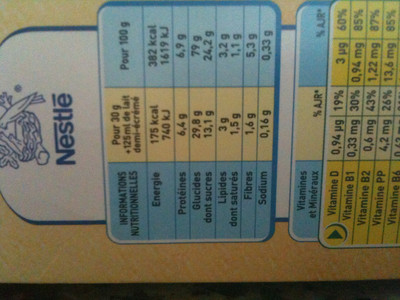 Nestlé
INFORMATIONS NUTRITIONNELLES Pour 30 g +125ml de lait demi-écrémé Pour 100 g
Energie 175 kcal 740 kJ 382 kcal 1619 kJ
Protéines 6,4 g 6,9 g
Glucides 29,8 g 79 g
dont sucres 13,1 g 24,2 g
Lipides 3 g 3,2 g
dont saturés 1,5 g 1,1 g
Fibres 1,6 g 5,3 g
Sodium 0,16 g 0,33 g
Vitamines et Minéraux % AJR* % AJR*
Vitamine D 0,94 µg 19% 3 µg 60%
Vitamine B1 0,33 mg 30% 0,94 mg 85%
Vitamine B2 0,6 mg 43% 1,22 mg 87%
Vitamine PP 4,2 mg 26% 13,6 mg 85%
Vitamine B6